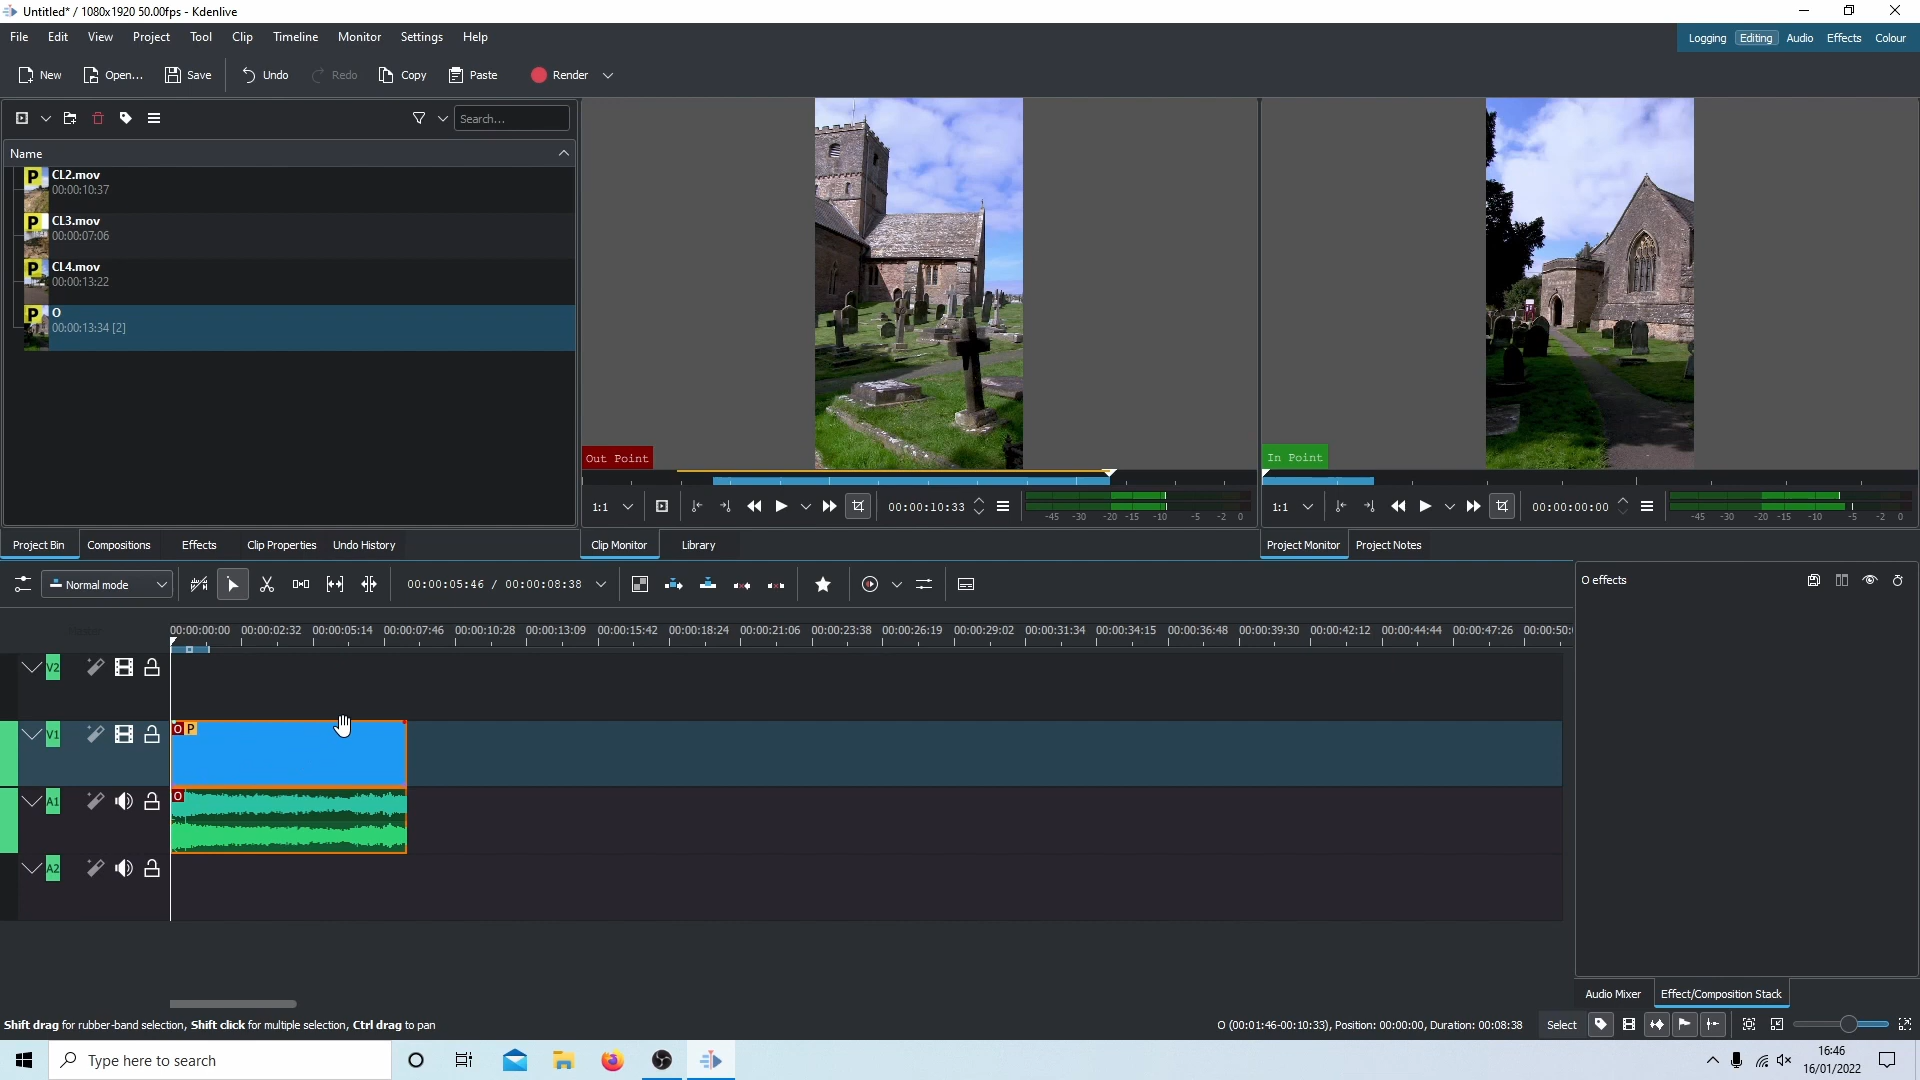 Untitled* / 1080x1920 50.00fps - Kdenlive
File Edit View Project Tool Clip Timeline Monitor Settings Help
Logging Editing Audio Effects Colour
New Open... Save Undo Redo Copy Paste Render
Search...
Name
P CL2.mov
00:00:10:37
P CL3.mov
00:00:07:06
P CL4.mov
00:00:13:22
P O
00:00:13:34 [2]
Out Point
In Point
1:1 00:00:10:33 -45 -30 -20 -15 -10 -5 -2 0
1:1 00:00:00:00 -45 -30 -20 -15 -10 -5 -2 0
Project Bin Compositions Effects Clip Properties Undo History
Clip Monitor Library
Project Monitor Project Notes
Normal mode 00:00:05:46 / 00:00:08:38
O effects
00:00:00:00 00:00:02:32 00:00:05:14 00:00:07:46 00:00:10:28 00:00:13:09 00:00:15:42 00:00:18:24 00:00:21:06 00:00:23:38 00:00:26:19 00:00:29:02 00:00:31:34 00:00:34:15 00:00:36:48 00:00:39:30 00:00:42:12 00:00:44:44 00:00:47:26 00:00:50:
V2
V1 O P
A1 O
A2
Audio Mixer Effect/Composition Stack
Shift drag for rubber-band selection, Shift click for multiple selection, Ctrl drag to pan
O (00:01:46-00:10:33), Position: 00:00:00, Duration: 00:08:38 Select
Type here to search
16:46
16/01/2022